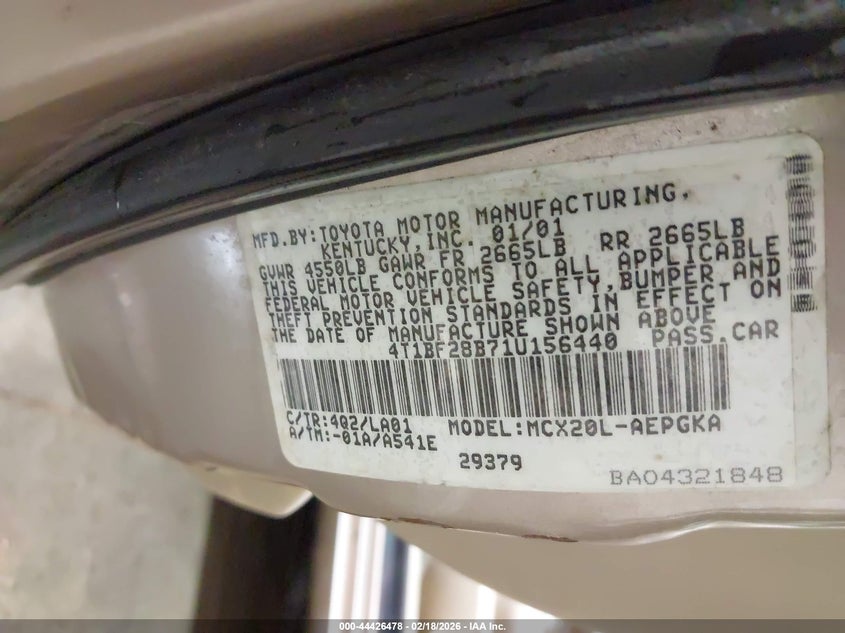 MFD.BY:TOYOTA MOTOR MANUFACTURING,
KENTUCKY,INC. 01/01
GVWR 4550LB GAWR FR 2665LB RR 2665LB
THIS VEHICLE CONFORMS TO ALL APPLICABLE
FEDERAL MOTOR VEHICLE SAFETY,BUMPER AND
THEFT PREVENTION STANDARDS IN EFFECT ON
THE DATE OF MANUFACTURE SHOWN ABOVE
4T1BF28B71U156440 PASS.CAR
C/TR:4Q2/LA01 MODEL:MCX20L-AEPGKA
A/TM:-01A/A541E
29379
BA04321848
000-44426478 - 02/18/2026 - IAA Inc.